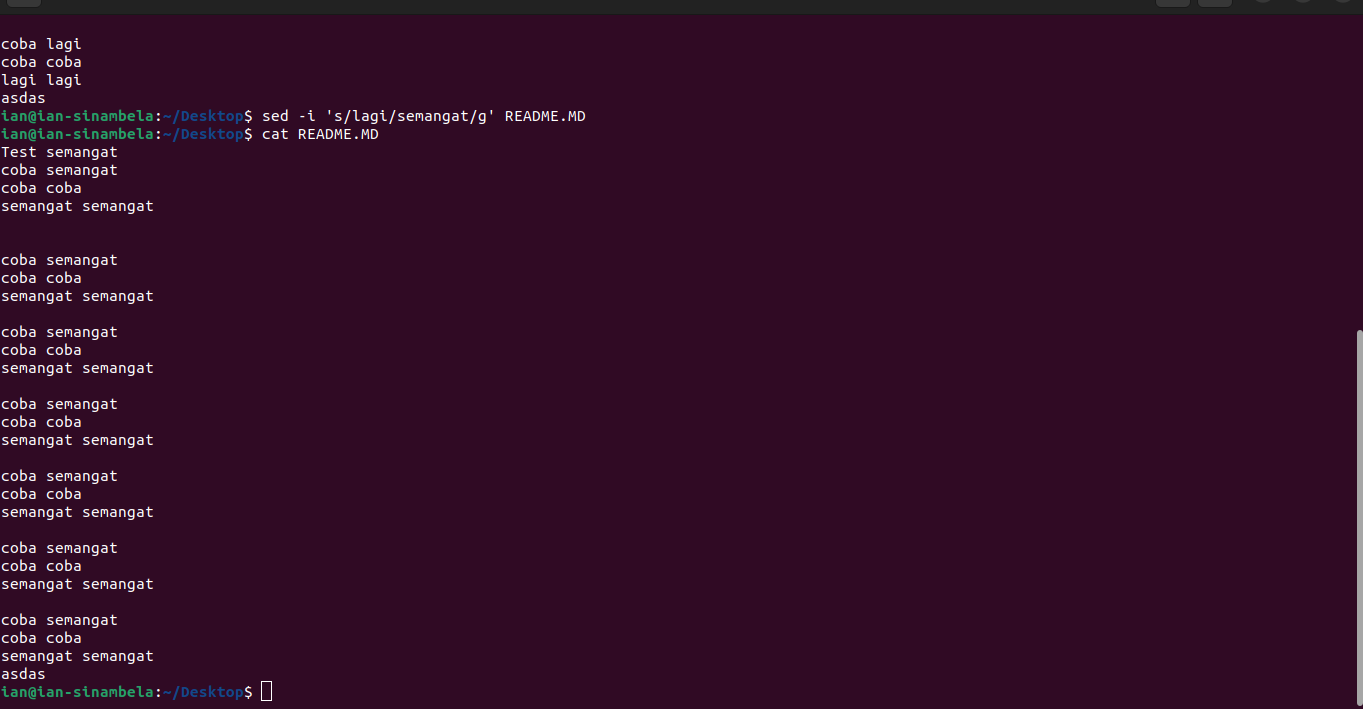 coba lagi
coba coba
lagi lagi
asdas
ian@ian-sinambela:~/Desktop$ sed -i 's/lagi/semangat/g' README.MD
ian@ian-sinambela:~/Desktop$ cat README.MD
Test semangat
coba semangat
coba coba
semangat semangat
coba semangat
coba coba
semangat semangat
coba semangat
coba coba
semangat semangat
coba semangat
coba coba
semangat semangat
coba semangat
coba coba
semangat semangat
coba semangat
coba coba
semangat semangat
coba semangat
coba coba
semangat semangat
asdas
ian@ian-sinambela:~/Desktop$